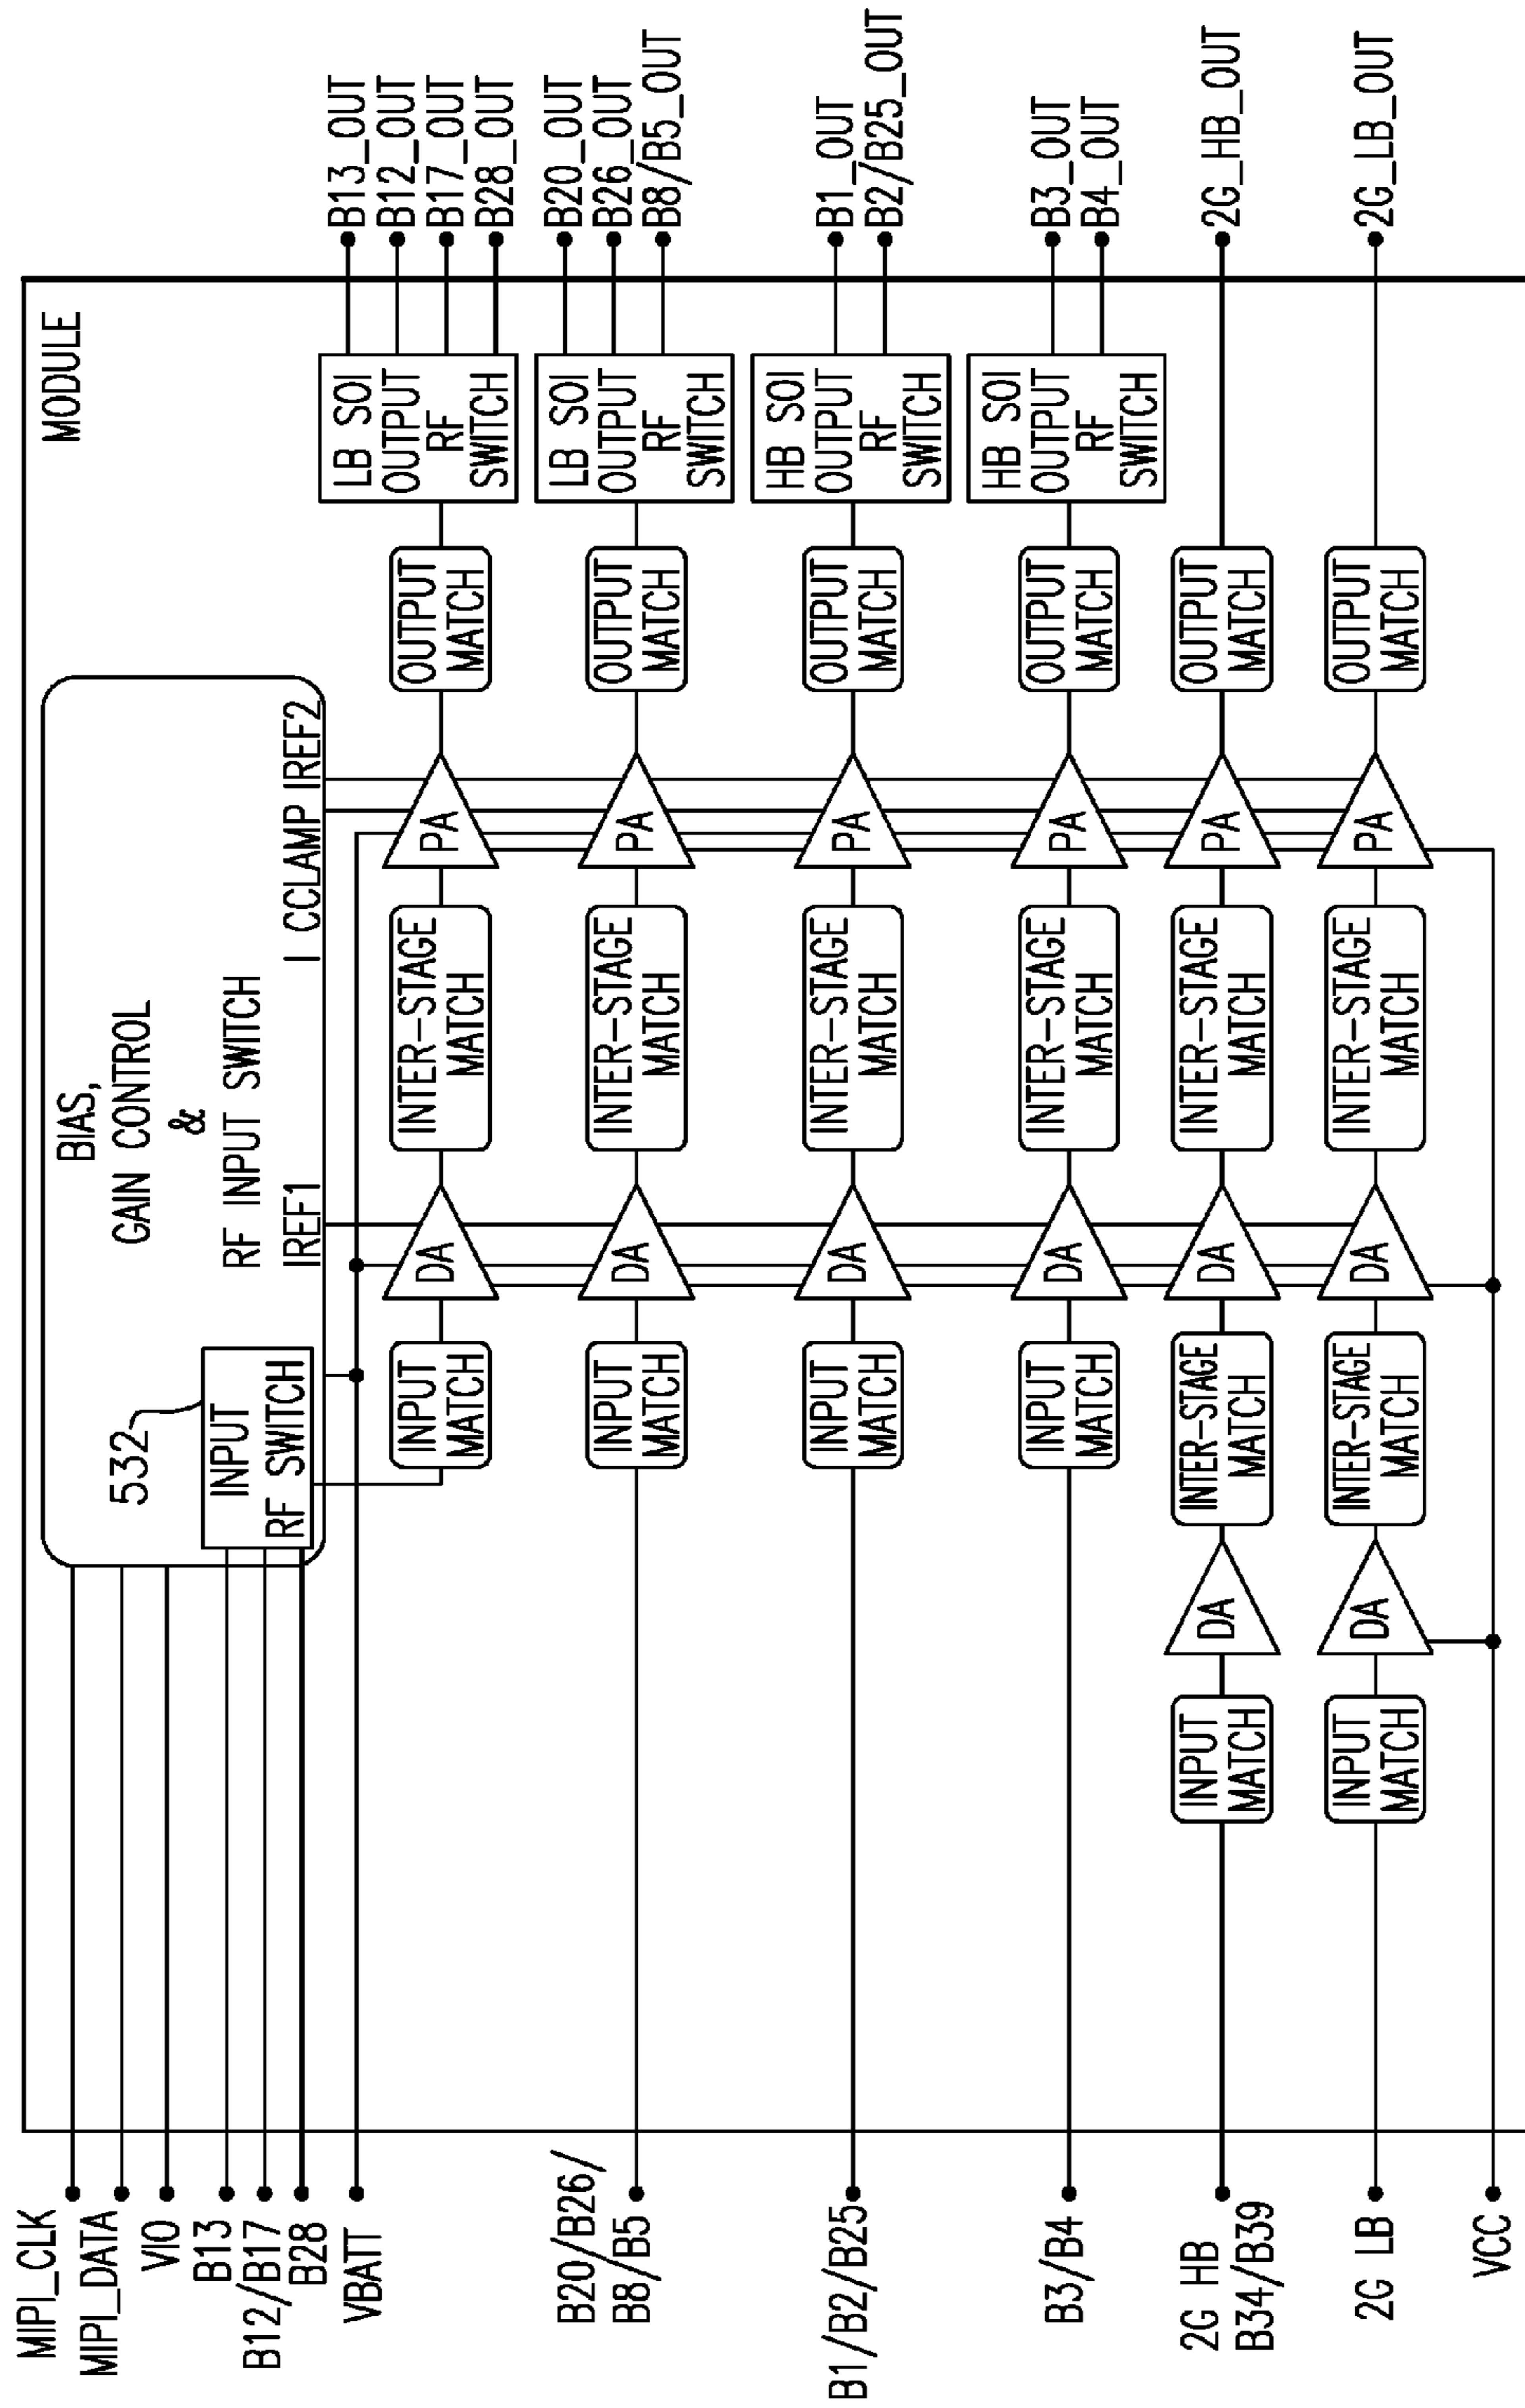 MODULE
BIAS,
GAIN CONTROL
&
RF INPUT SWITCH
532
INPUT
RF SWITCH
IREF1
I CCLAMP
IREF2
MIPI_CLK
MIPI_DATA
VIO
B13
B12/B17
B28
VBATT
INPUT
MATCH
DA
INTER-STAGE
MATCH
PA
OUTPUT
MATCH
LB SOI
OUTPUT
RF
SWITCH
B13_OUT
B12_OUT
B17_OUT
B28_OUT
B20/B26/
B8/B5
INPUT
MATCH
DA
INTER-STAGE
MATCH
PA
OUTPUT
MATCH
LB SOI
OUTPUT
RF
SWITCH
B20_OUT
B26_OUT
B8/B5_OUT
B1/B2/B25
INPUT
MATCH
DA
INTER-STAGE
MATCH
PA
OUTPUT
MATCH
HB SOI
OUTPUT
RF
SWITCH
B1_OUT
B2/B25_OUT
B3/B4
INPUT
MATCH
DA
INTER-STAGE
MATCH
PA
OUTPUT
MATCH
HB SOI
OUTPUT
RF
SWITCH
B3_OUT
B4_OUT
2G HB
B34/B39
INPUT
MATCH
DA
INTER-STAGE
MATCH
DA
INTER-STAGE
MATCH
PA
OUTPUT
MATCH
2G_HB_OUT
2G LB
INPUT
MATCH
DA
INTER-STAGE
MATCH
DA
INTER-STAGE
MATCH
PA
OUTPUT
MATCH
2G_LB_OUT
VCC